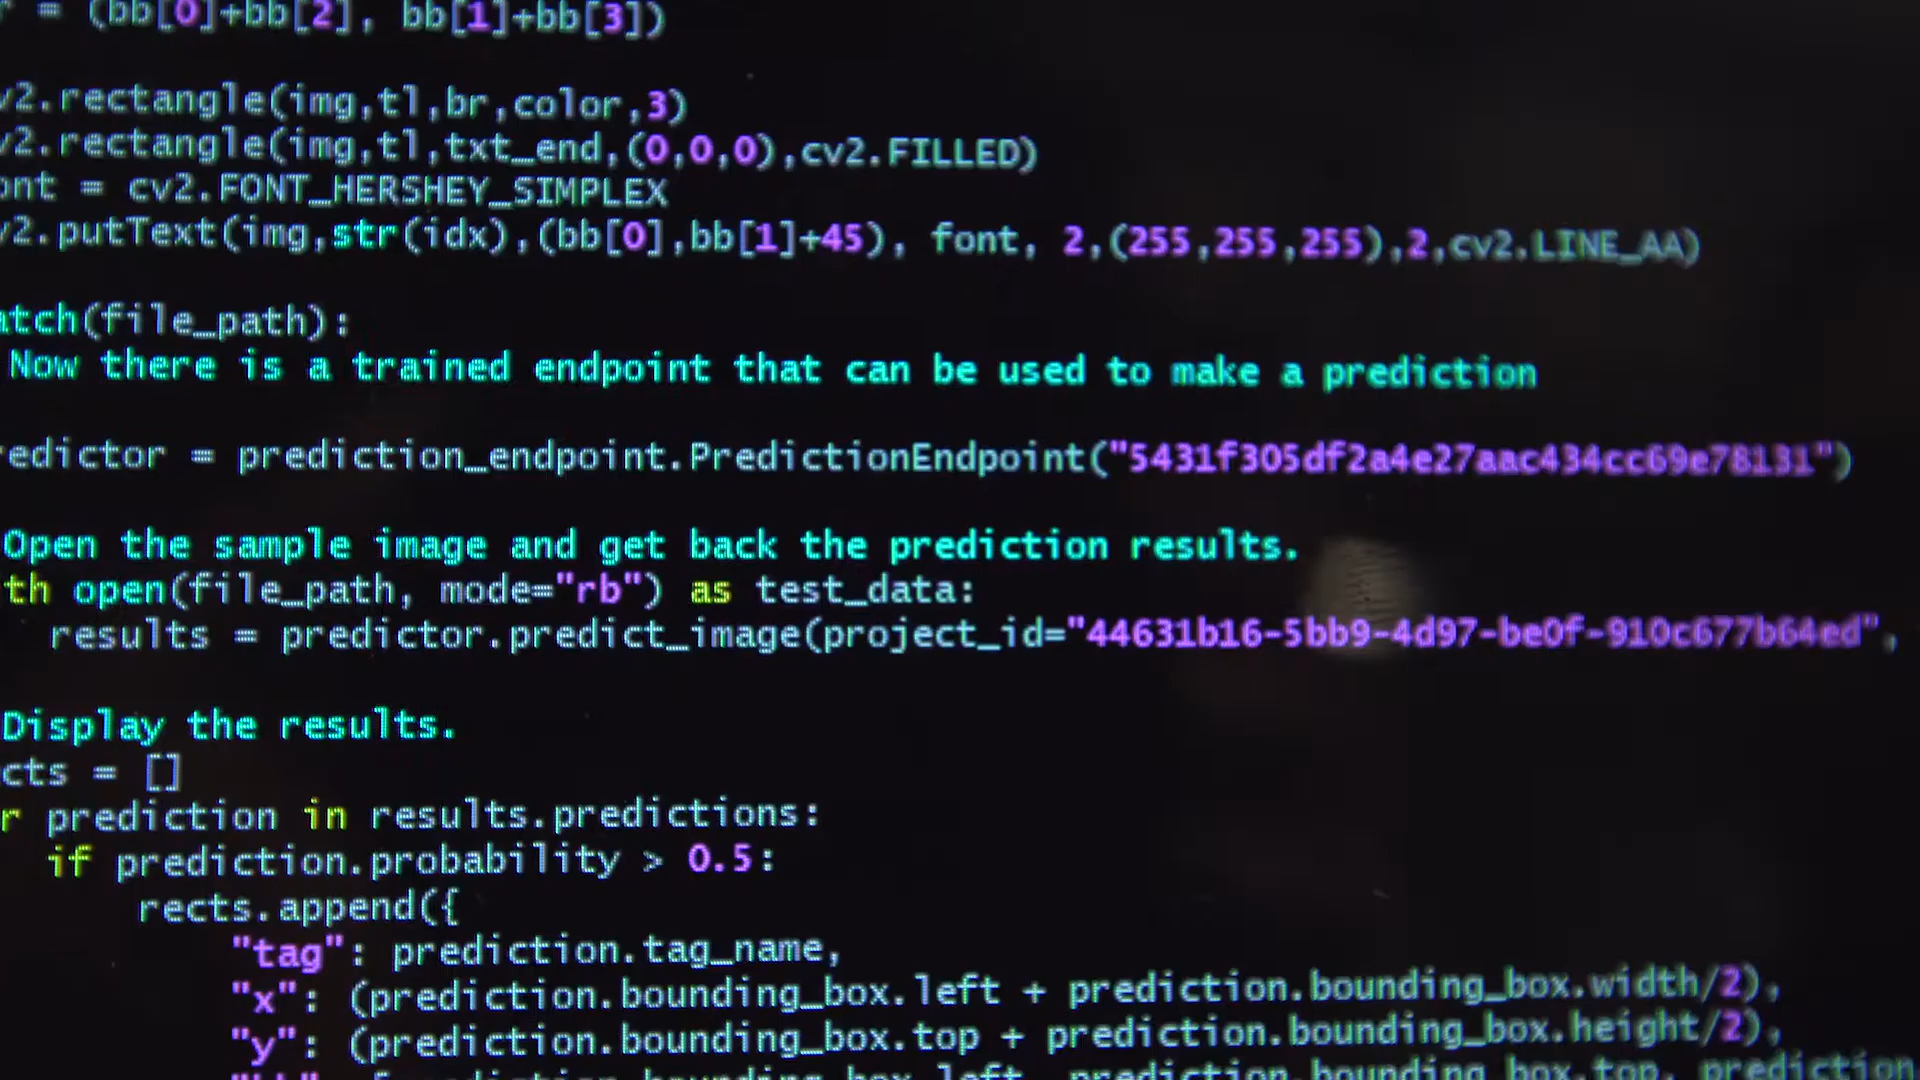 r = (bb[0]+bb[2], bb[1]+bb[3])
v2.rectangle(img,tl,br,color,3)
v2.rectangle(img,tl,txt_end,(0,0,0),cv2.FILLED)
ont = cv2.FONT_HERSHEY_SIMPLEX
v2.putText(img,str(idx),(bb[0],bb[1]+45), font, 2,(255,255,255),2,cv2.LINE_AA)
atch(file_path):
Now there is a trained endpoint that can be used to make a prediction
redictor = prediction_endpoint.PredictionEndpoint("5431f305df2a4e27aac434cc69e78131")
Open the sample image and get back the prediction results.
th open(file_path, mode="rb") as test_data:
results = predictor.predict_image(project_id="44631b16-5bb9-4d97-be0f-910c677b64ed",
Display the results.
cts = []
r prediction in results.predictions:
if prediction.probability > 0.5:
rects.append({
"tag": prediction.tag_name,
"x": (prediction.bounding_box.left + prediction.bounding_box.width/2),
"y": (prediction.bounding_box.top + prediction.bounding_box.height/2),
prediction.bounding_box.top, prediction